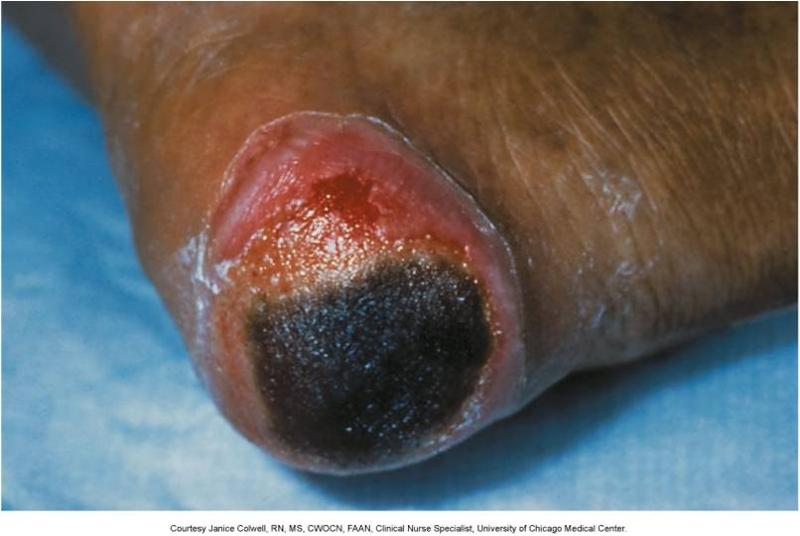 Courtesy Janice Colwell, RN, MS, CWOCN, FAAN, Clinical Nurse Specialist, University of Chicago Medical Center.